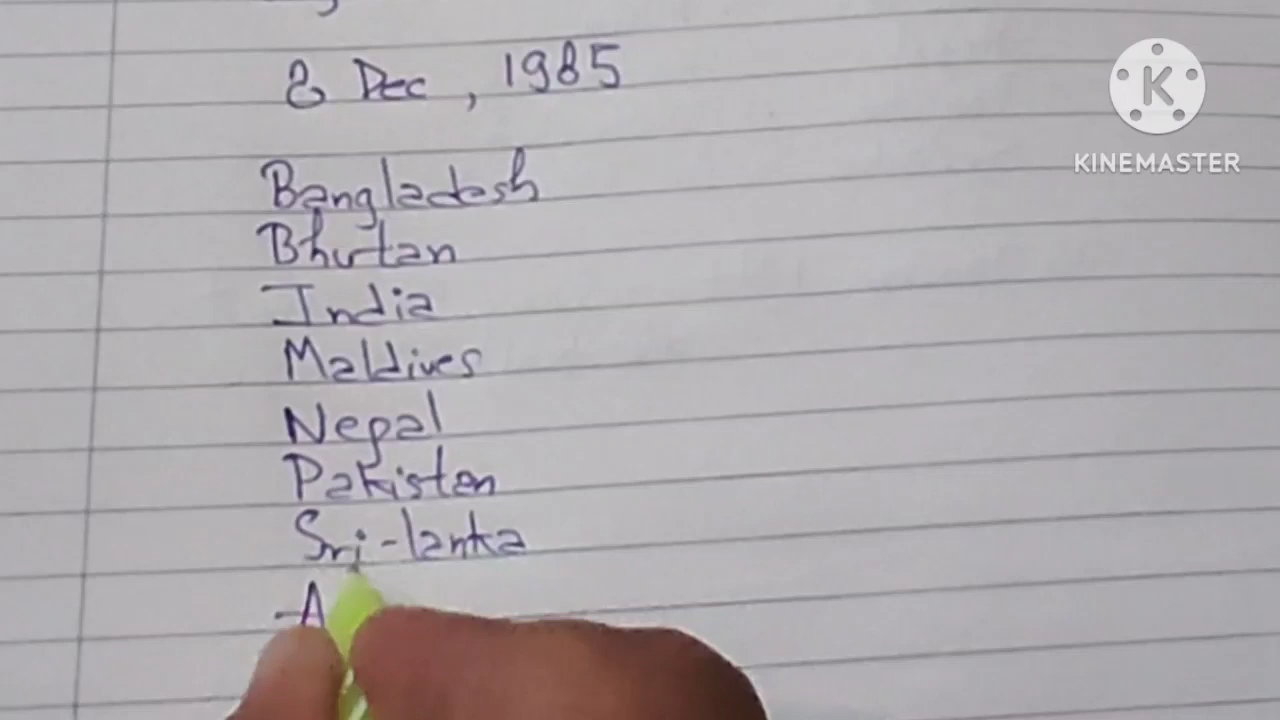 8 Dec, 1985
Bangladesh
Bhutan
India
Maldives
Nepal
Pakistan
Sri-lanka
A
K
KINEMASTER